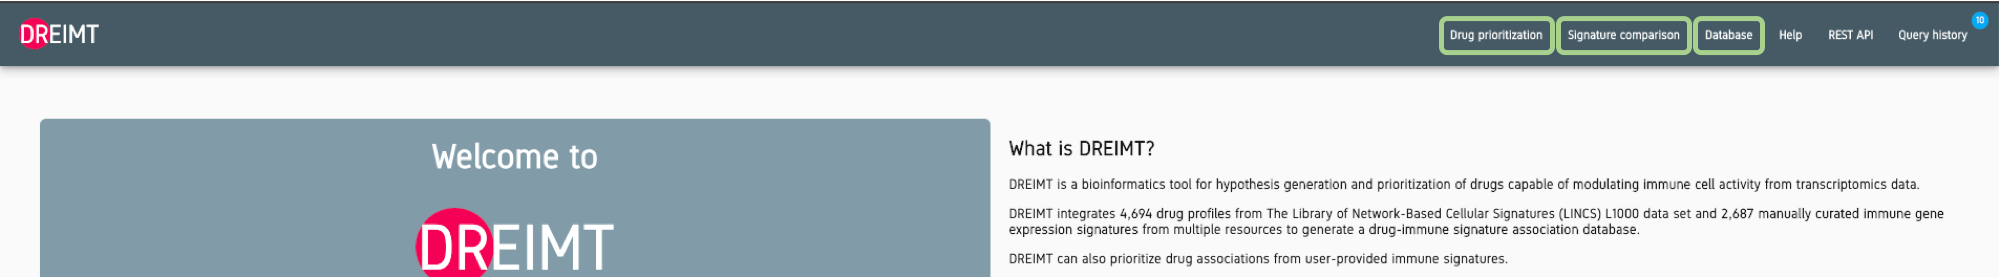 DREIMT
Drug prioritization Signature comparison Database Help REST API Query history 10
Welcome to
DREIMT
What is DREIMT?
DREIMT is a bioinformatics tool for hypothesis generation and prioritization of drugs capable of modulating immune cell activity from transcriptomics data.
DREIMT integrates 4,694 drug profiles from The Library of Network-Based Cellular Signatures (LINCS) L1000 data set and 2,687 manually curated immune gene
expression signatures from multiple resources to generate a drug-immune signature association database.
DREIMT can also prioritize drug associations from user-provided immune signatures.